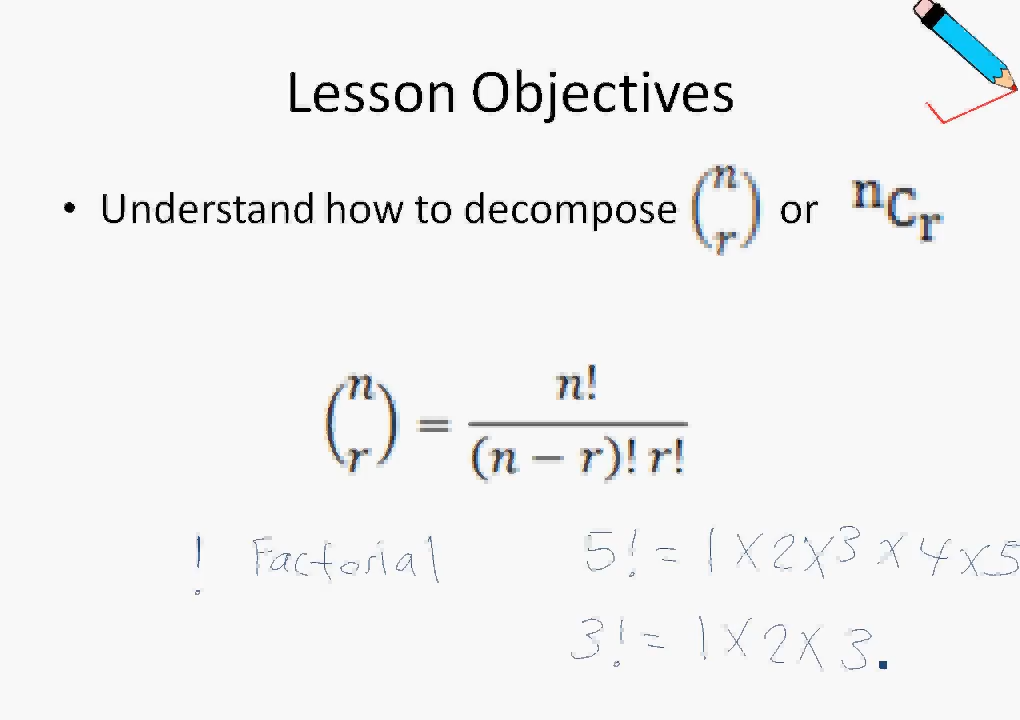 Lesson Objectives
• Understand how to decompose (n r) or nCr
(n r) = n! / (n − r)! r!
! Factorial 5! = 1 X 2 X 3 X 4 X 5
3! = 1 X 2 X 3.